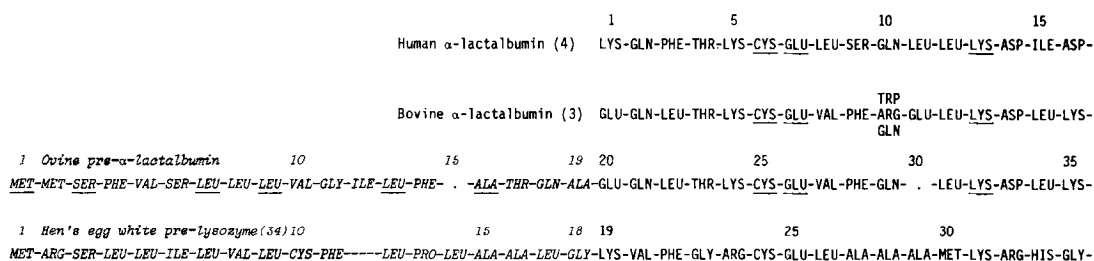 1 5 10 15
Human α-lactalbumin (4) LYS-GLN-PHE-THR-LYS-CYS-GLU-LEU-SER-GLN-LEU-LEU-LYS-ASP-ILE-ASP-
TRP
Bovine α-lactalbumin (3) GLU-GLN-LEU-THR-LYS-CYS-GLU-VAL-PHE-ARG-GLU-LEU-LYS-ASP-LEU-LYS-
GLN
1 Ovine pre-α-lactalbumin 10 15 19 20 25 30 35
MET-MET-SER-PHE-VAL-SER-LEU-LEU-LEU-VAL-GLY-ILE-LEU-PHE- . -ALA-THR-GLN-ALA-GLU-GLN-LEU-THR-LYS-CYS-GLU-VAL-PHE-GLN- . -LEU-LYS-ASP-LEU-LYS-
1 Hen's egg white pre-lysozyme(34)10 15 18 19 25 30
MET-ARG-SER-LEU-LEU-ILE-LEU-VAL-LEU-CYS-PHE-----LEU-PRO-LEU-ALA-ALA-LEU-GLY-LYS-VAL-PHE-GLY-ARG-CYS-GLU-LEU-ALA-ALA-ALA-MET-LYS-ARG-HIS-GLY-